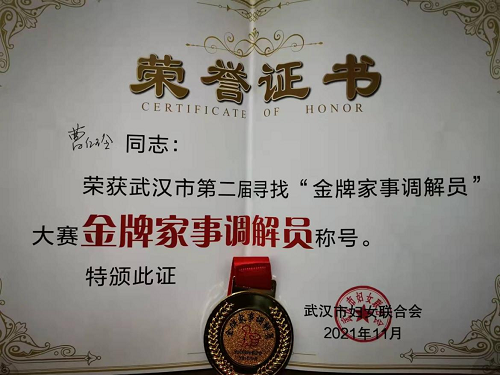 荣誉证书
CERTIFICATE OF HONOR
同志：
荣获武汉市第二届寻找“金牌家事调解员”
大赛金牌家事调解员称号。
特颁此证
武汉市妇女联合会
2021年11月